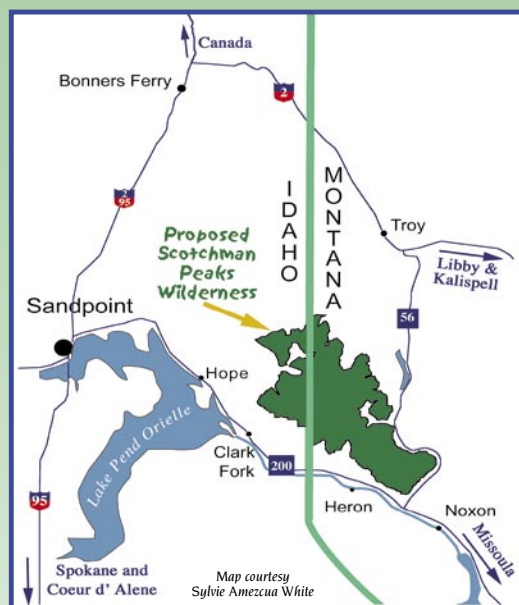 Canada
Bonners Ferry
2
2
95
IDAHO
MONTANA
Troy
Proposed
Scotchman
Peaks
Wilderness
Libby &
Kalispell
Sandpoint
56
Hope
Lake Pend Orielle
Clark
Fork
200
95
Heron
Noxon
Missoula
Spokane and
Coeur d' Alene
Map courtesy
Sylvie Amezcua White